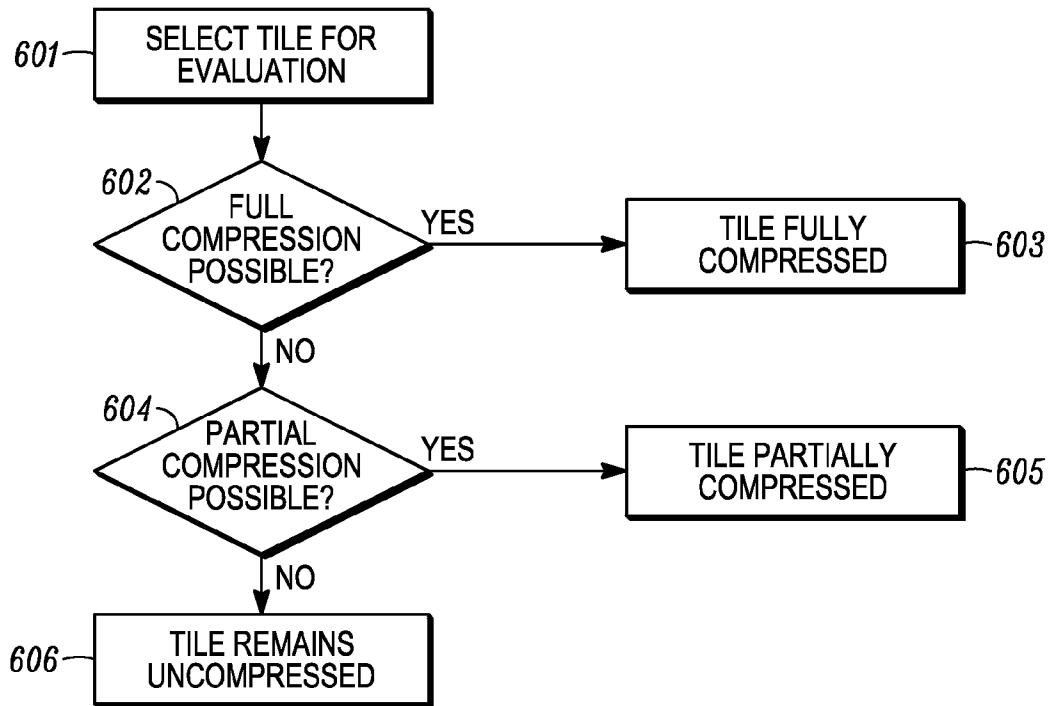 601
SELECT TILE FOR
EVALUATION
602
FULL
COMPRESSION
POSSIBLE?
YES
TILE FULLY
COMPRESSED
603
NO
604
PARTIAL
COMPRESSION
POSSIBLE?
YES
TILE PARTIALLY
COMPRESSED
605
NO
606
TILE REMAINS
UNCOMPRESSED